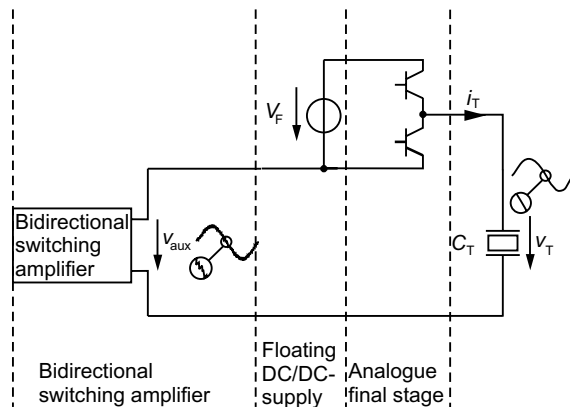 V_F
i_T
Bidirectional
switching
amplifier
v_aux
C_T
v_T
Bidirectional
switching amplifier
Floating
DC/DC-
supply
Analogue
final stage